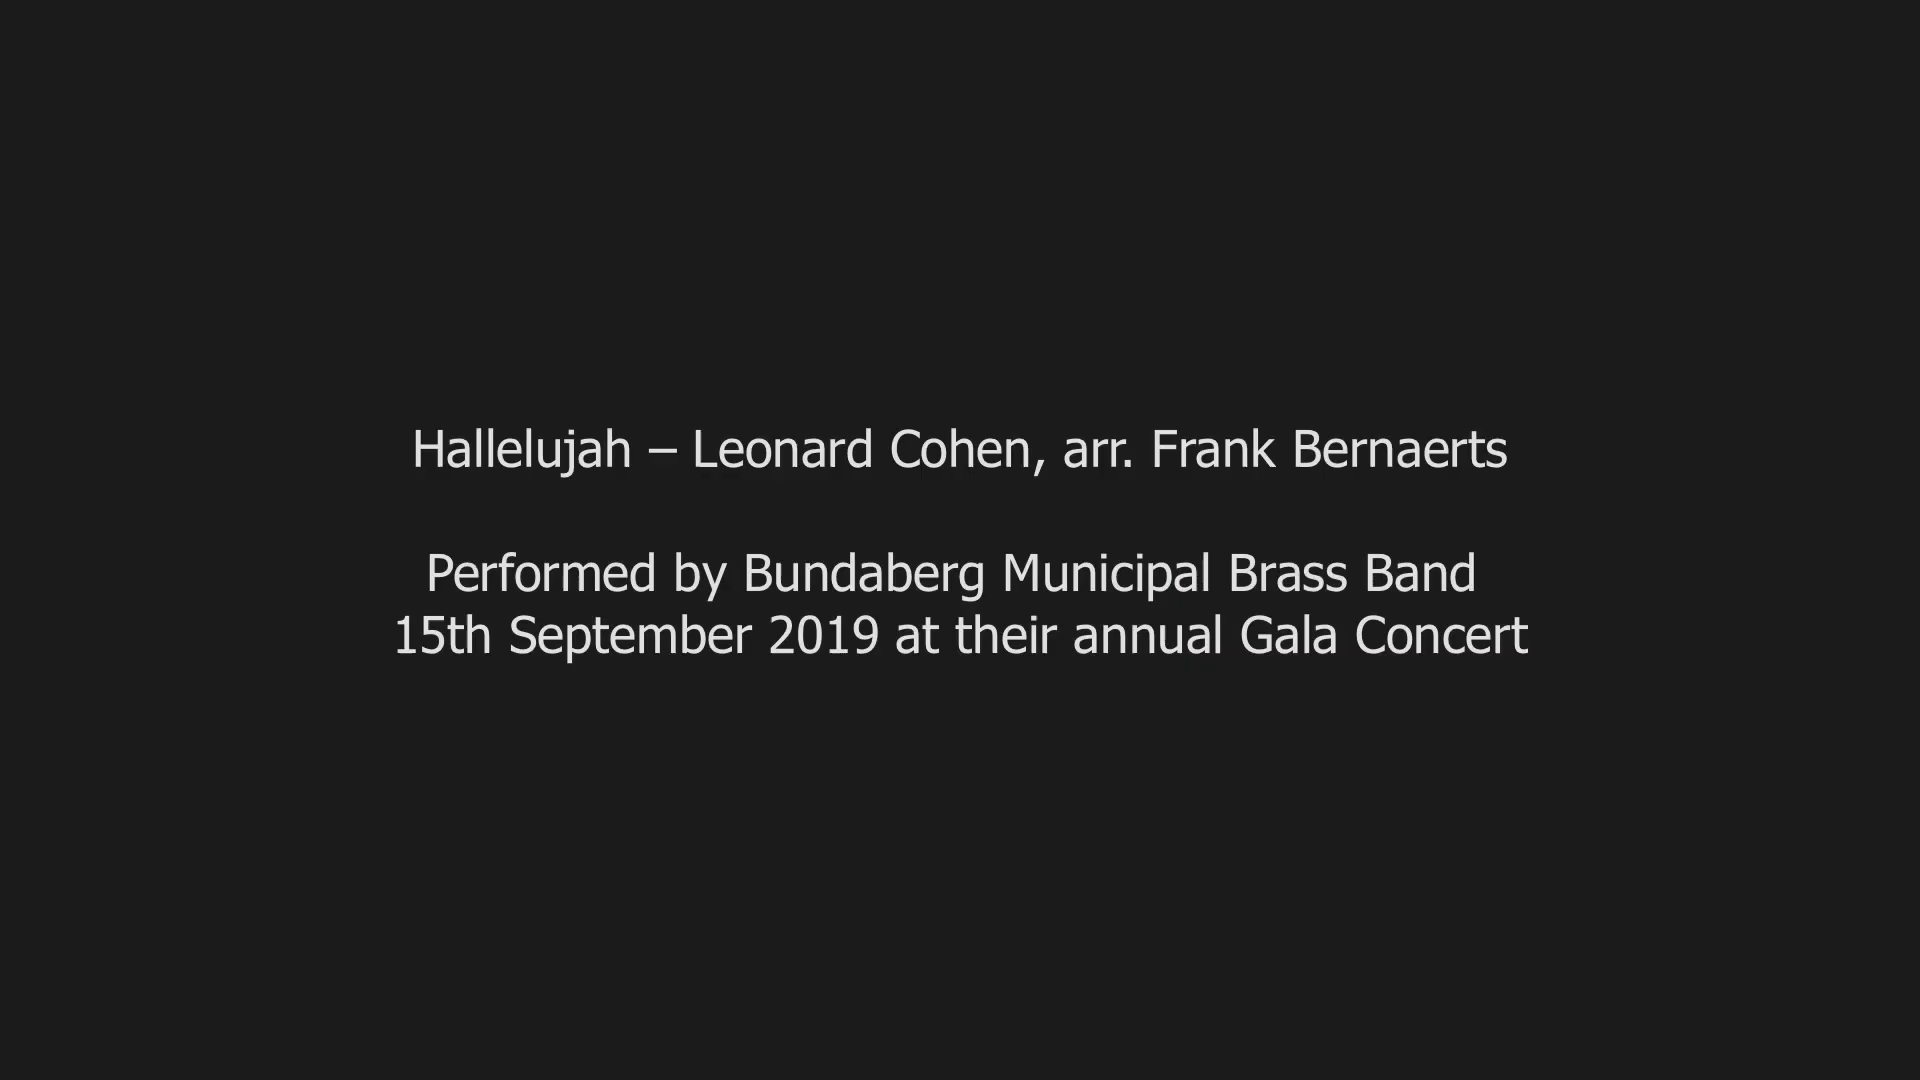 Hallelujah – Leonard Cohen, arr. Frank Bernaerts
Performed by Bundaberg Municipal Brass Band
15th September 2019 at their annual Gala Concert